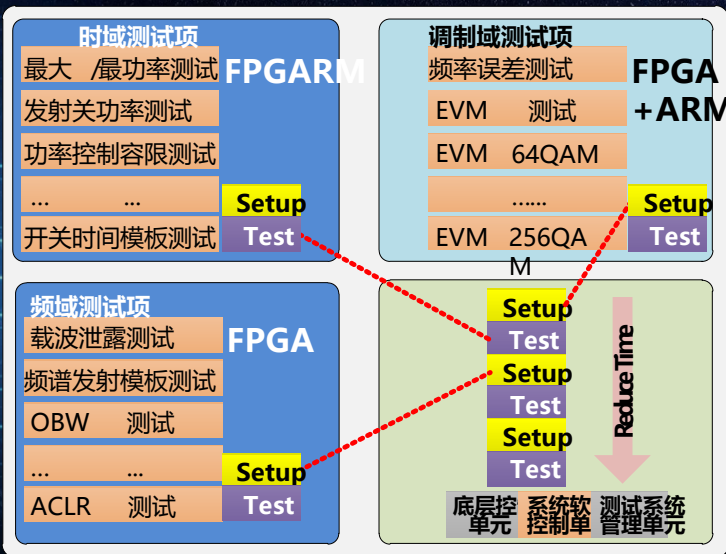 时域测试项
最大 /最功率测试
FPGARM
发射关功率测试
功率控制容限测试
... ...
Setup
开关时间模板测试
Test
调制域测试项
频率误差测试
FPGA
+ARM
EVM 测试
EVM 64QAM
......
Setup
EVM 256QA
M
Test
频域测试项
载波泄露测试
FPGA
频谱发射模板测试
OBW 测试
... ...
Setup
ACLR 测试
Test
Setup
Test
Setup
Test
Setup
Test
Reduce Time
底层控
单元
系统软
控制单
测试系统
管理单元